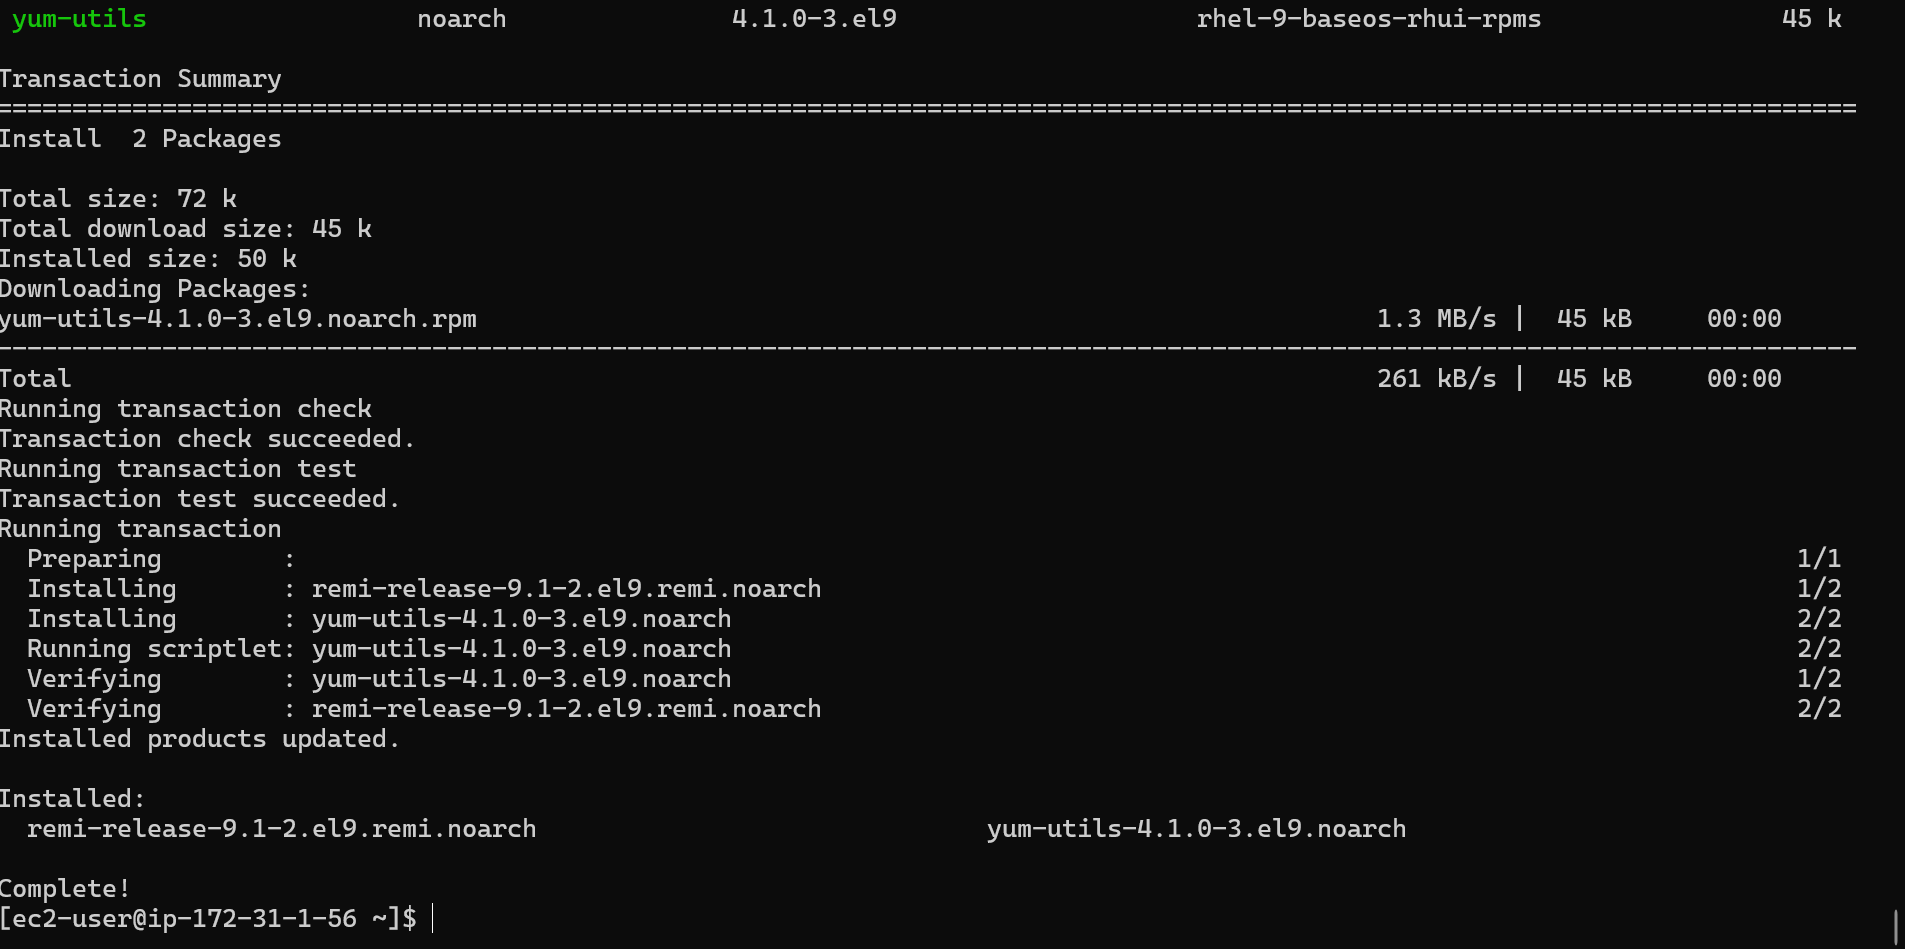 yum-utils noarch 4.1.0-3.el9 rhel-9-baseos-rhui-rpms 45 k
Transaction Summary
============================================================================================================================
Install  2 Packages
Total size: 72 k
Total download size: 45 k
Installed size: 50 k
Downloading Packages:
yum-utils-4.1.0-3.el9.noarch.rpm 1.3 MB/s |  45 kB     00:00
----------------------------------------------------------------------------------------------------------------------------
Total 261 kB/s |  45 kB     00:00
Running transaction check
Transaction check succeeded.
Running transaction test
Transaction test succeeded.
Running transaction
  Preparing        : 1/1
  Installing       : remi-release-9.1-2.el9.remi.noarch 1/2
  Installing       : yum-utils-4.1.0-3.el9.noarch 2/2
  Running scriptlet: yum-utils-4.1.0-3.el9.noarch 2/2
  Verifying        : yum-utils-4.1.0-3.el9.noarch 1/2
  Verifying        : remi-release-9.1-2.el9.remi.noarch 2/2
Installed products updated.
Installed:
  remi-release-9.1-2.el9.remi.noarch yum-utils-4.1.0-3.el9.noarch
Complete!
[ec2-user@ip-172-31-1-56 ~]$